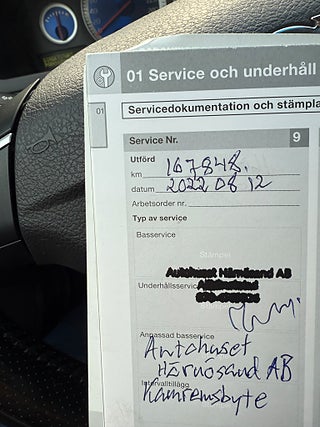 01 Service och underhåll
01
Servicedokumentation och stämpla
Service Nr. 9
Utförd
km 167848.
datum 2022 08 12
Arbetsorder nr.
Typ av service
Basservice
Stämpel
Autohuset Härnösand AB
Underhållsservice
Anpassad basservice
Autohuset
Härnösand AB
Intervalltillägg
Kamremsbyte